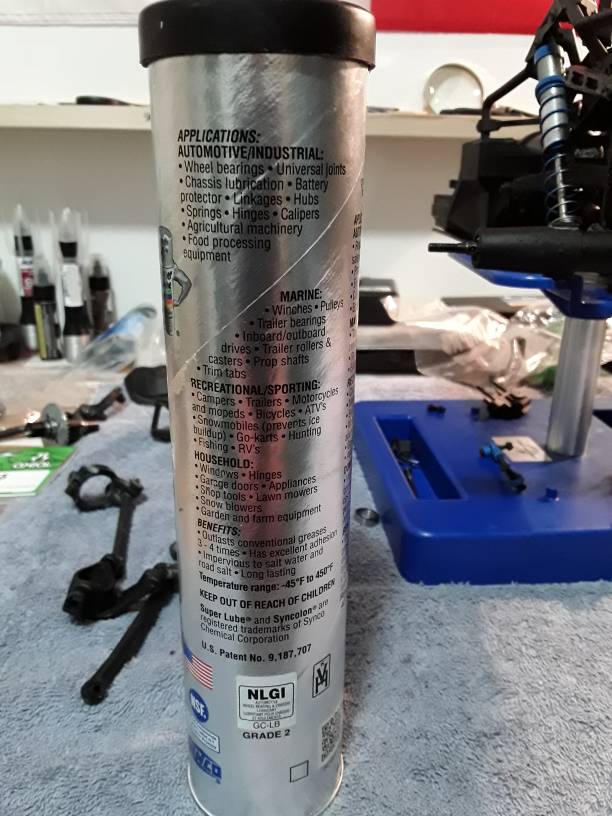 APPLICATIONS:
AUTOMOTIVE/INDUSTRIAL:
• Wheel bearings • Universal joints
• Chassis lubrication • Battery
protector • Linkages • Hubs
• Springs • Hinges • Calipers
• Agricultural machinery
• Food processing
equipment
MARINE:
• Winches • Pulleys
• Trailer bearings
• Inboard/outboard
drives • Trailer rollers &
casters • Prop shafts
• Trim tabs
RECREATIONAL/SPORTING:
• Campers • Trailers • Motorcycles
and mopeds • Bicycles • ATV's
• Snowmobiles (prevents ice
buildup) • Go-karts • Hunting
• Fishing • RV's
HOUSEHOLD:
• Windows • Hinges
• Garage doors • Appliances
• Shop tools • Lawn mowers
• Snow blowers
• Garden and farm equipment
BENEFITS:
• Outlasts conventional greases
3 - 4 times • Has excellent adhesion
• Impervious to salt water and
road salt • Long lasting
Temperature range: -45°F to 450°F
KEEP OUT OF REACH OF CHILDREN
Super Lube® and Syncolon® are
registered trademarks of Synco
Chemical Corporation
U.S. Patent No. 9,187,707
NSF
NLGI
AUTOMOTIVE
WHEEL BEARING & CHASSIS
LUBRICANT
GC-LB
GRADE 2